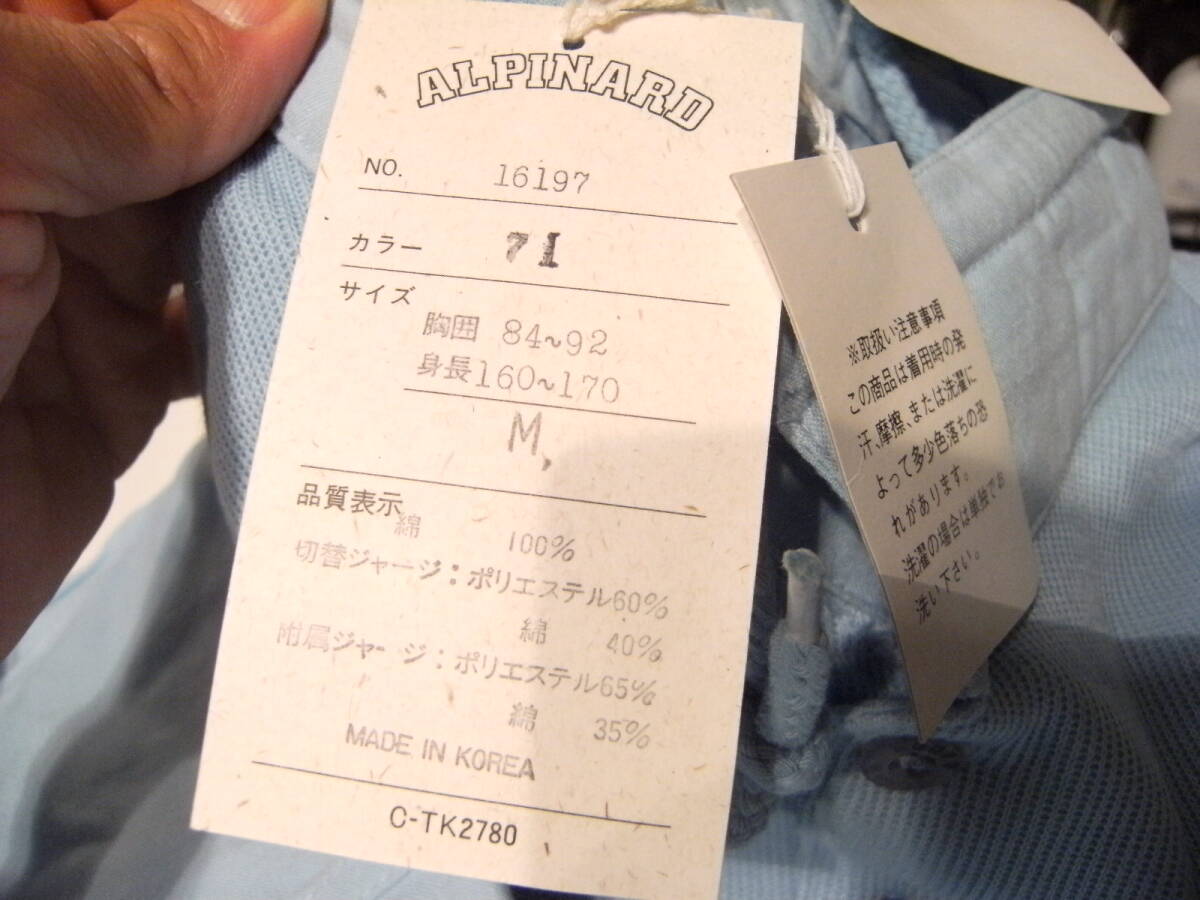 ALPINARD
NO. 16197
カラー 71
サイズ
胸囲 84~92
身長160~170
M,
品質表示
綿 100%
切替ジャージ:ポリエステル60%
綿 40%
附属ジャージ:ポリエステル65%
綿 35%
MADE IN KOREA
C-TK2780
※取扱い注意事項
この商品は着用時の発
汗、摩擦、または洗濯に
よって多少色落ちの恐
れがあります。
洗濯の場合は単独でお
洗い下さい。